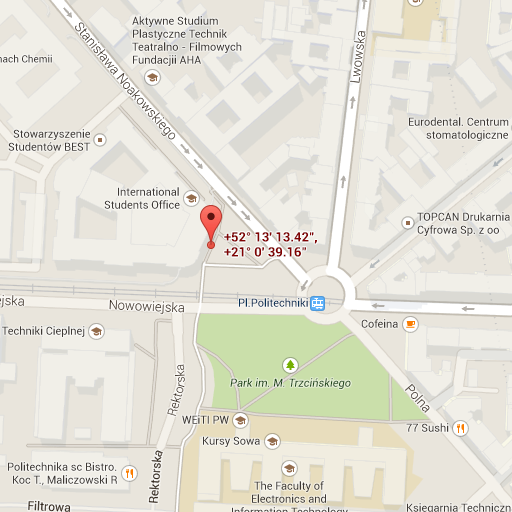 Aktywne Studium
Plastyczne Technik
Teatralno - Filmowych
Fundacjii AHA
Stanisława Noakowskiego
nach Chemii
Lwowska
Eurodental. Centrum
stomatologiczne
Stowarzyszenie
Studentów BEST
International
Students Office
TOPCAN Drukarnia
Cyfrowa Sp. z oo
+52° 13' 13.42",
+21° 0' 39.16"
ejska
Nowowiejska
Pl.Politechniki
Cofeina
Techniki Cieplnej
Park im. M. Trzcińskiego
Rektorska
Polna
WEiTI PW
77 Sushi
Kursy Sowa
Politechnika sc Bistro.
Koc T., Maliczowski R
Rektorska
The Faculty of
Electronics and
Information Technology
Filtrowa
Księgarnia Techniczn